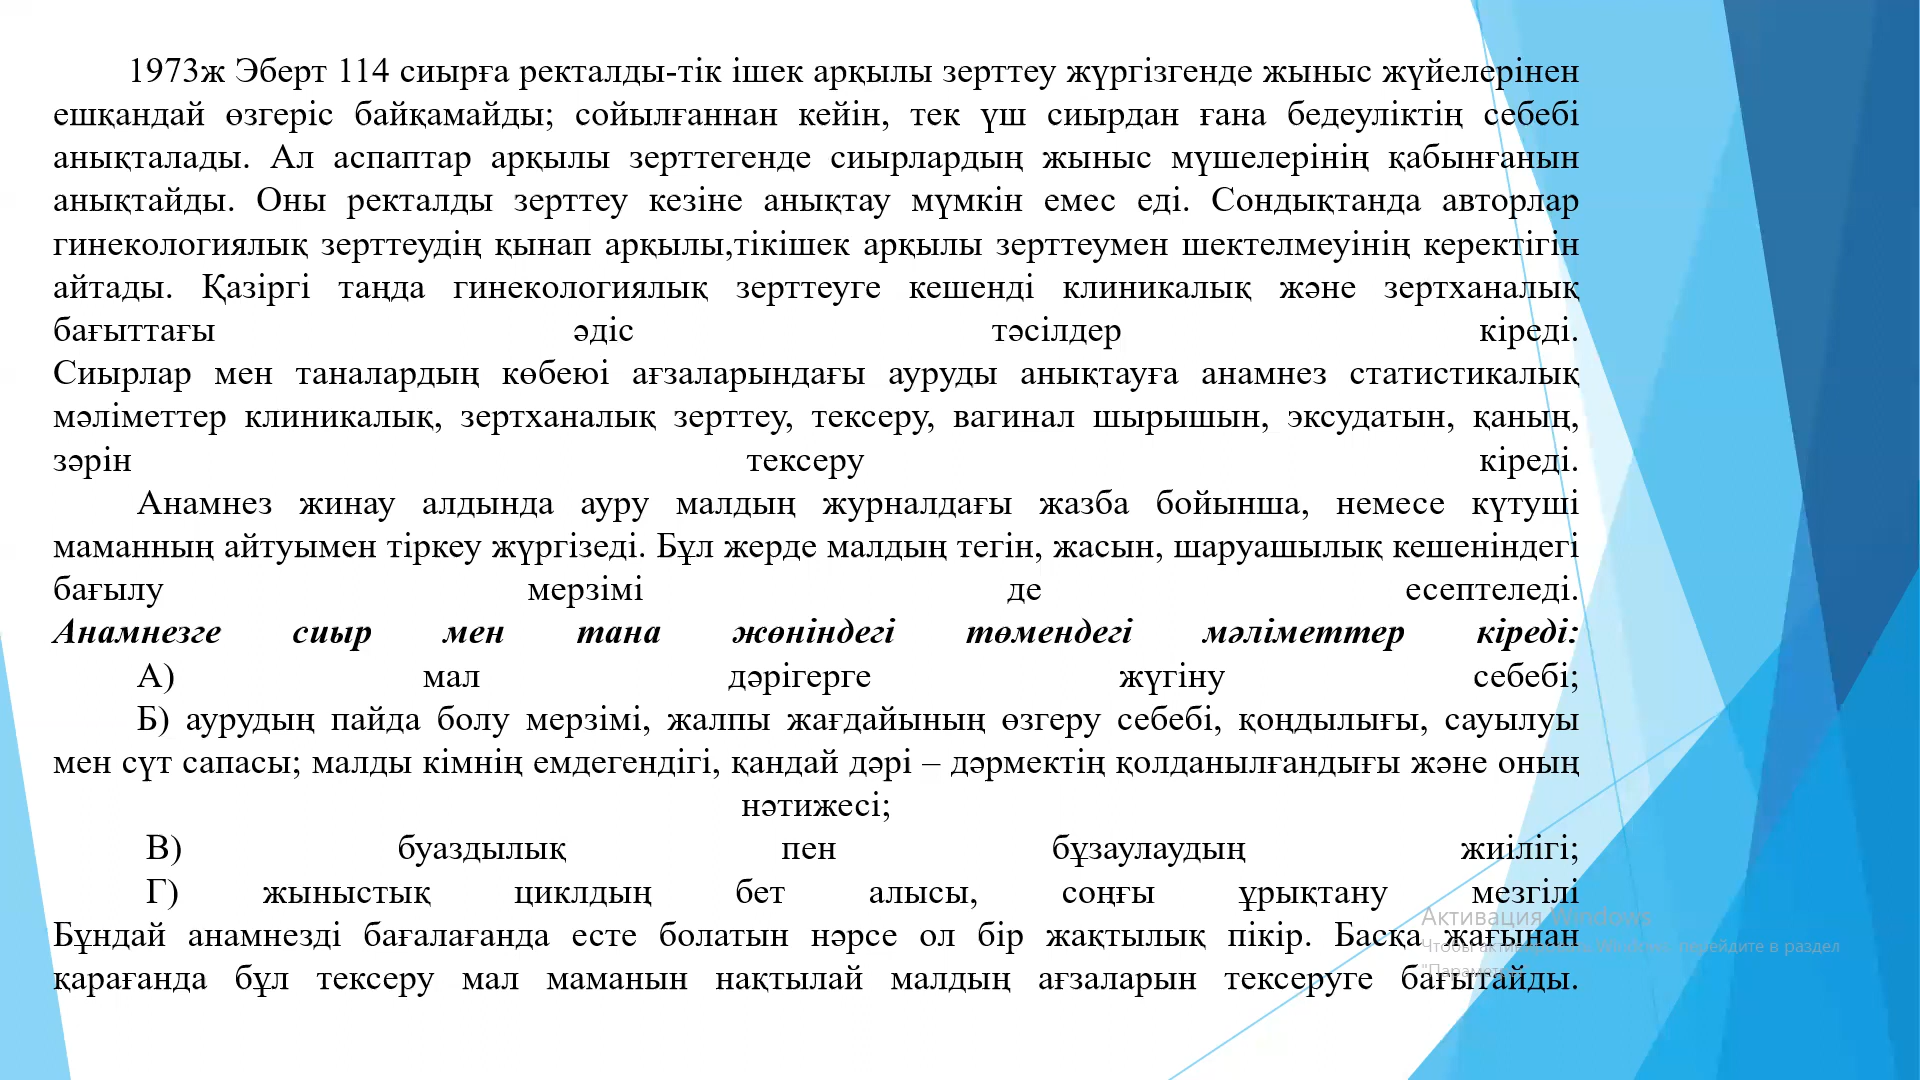 1973ж Эберт 114 сиырға ректалды-тік ішек арқылы зерттеу жүргізгенде жыныс жүйелерінен
ешқандай өзгеріс байқамайды; сойылғаннан кейін, тек үш сиырдан ғана бедеуліктің себебі
анықталады. Ал аспаптар арқылы зерттегенде сиырлардың жыныс мүшелерінің қабынғанын
анықтайды. Оны ректалды зерттеу кезіне анықтау мүмкін емес еді. Сондықтанда авторлар
гинекологиялық зерттеудің қынап арқылы,тікішек арқылы зерттеумен шектелмеуінің керектігін
айтады. Қазіргі таңда гинекологиялық зерттеуге кешенді клиникалық және зертханалық
бағыттағы әдіс тәсілдер кіреді.
Сиырлар мен таналардың көбеюі ағзаларындағы ауруды анықтауға анамнез статистикалық
мәліметтер клиникалық, зертханалық зерттеу, тексеру, вагинал шырышын, эксудатын, қаның,
зәрін тексеру кіреді.
Анамнез жинау алдында ауру малдың журналдағы жазба бойынша, немесе күтуші
маманның айтуымен тіркеу жүргізеді. Бұл жерде малдың тегін, жасын, шаруашылық кешеніндегі
бағылу мерзімі де есептеледі.
Анамнезге сиыр мен тана жөніндегі төмендегі мәліметтер кіреді:
А) мал дәрігерге жүгіну себебі;
Б) аурудың пайда болу мерзімі, жалпы жағдайының өзгеру себебі, қоңдылығы, сауылуы
мен сүт сапасы; малды кімнің емдегендігі, қандай дәрі – дәрмектің қолданылғандығы және оның
нәтижесі;
В) буаздылық пен бұзаулаудың жиілігі;
Г) жыныстық циклдың бет алысы, соңғы ұрықтану мезгілі
Бұндай анамнезді бағалағанда есте болатын нәрсе ол бір жақтылық пікір. Басқа жағынан
қарағанда бұл тексеру мал маманын нақтылай малдың ағзаларын тексеруге бағытайды.
Активация Windows
Чтобы активировать Windows, перейдите в раздел
"Параметры".